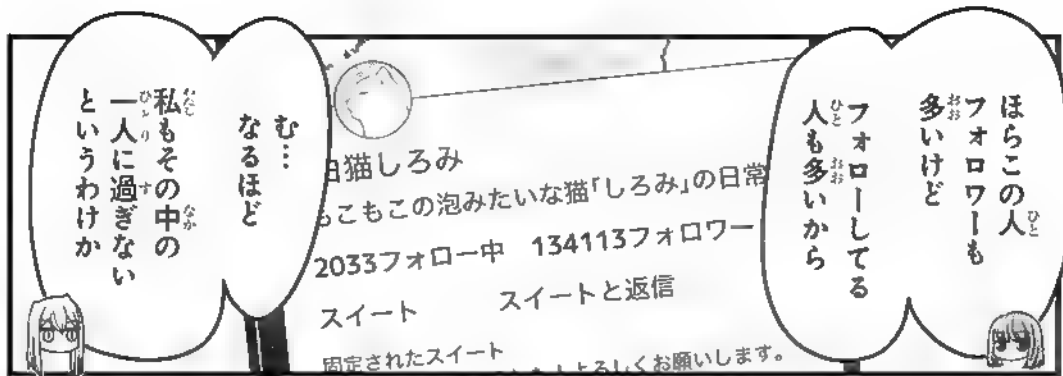 ほらこの人
フォロワーも
多いけど
フォローしてる
人も多いから
猫しろみ
もこもこの泡みたいな猫「しろみ」の日常
2033フォロー中 134113フォロワー
スイート スイートと返信
固定されたスイート
よろしくお願いします。
む…
なるほど
私もその中の
一人に過ぎない
というわけか